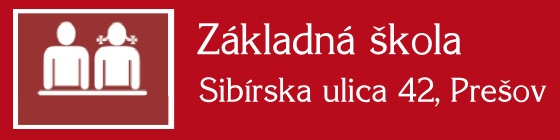 Základná škola
Sibírska ulica 42, Prešov